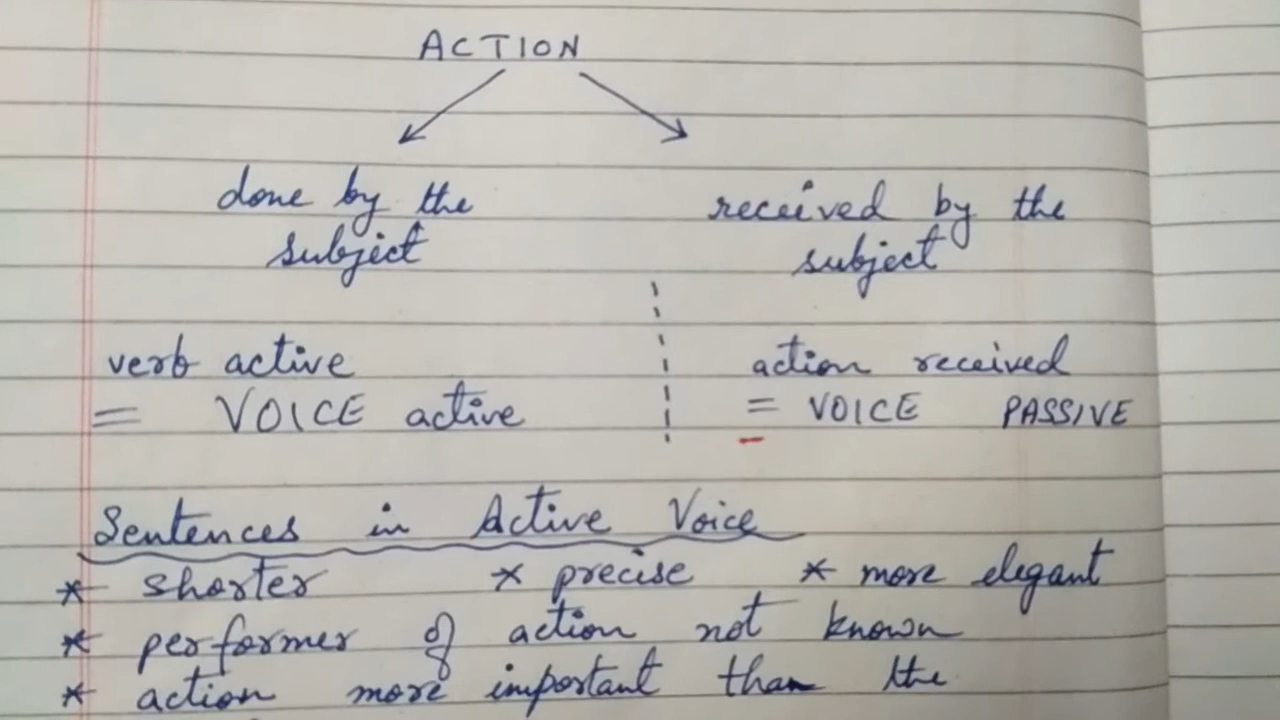 ACTION
done by the received by the
subject subject
verb active action received
= VOICE active = VOICE PASSIVE
Sentences in Active Voice
* shorter * precise * more elegant
* performer of action not known
* action more important than the